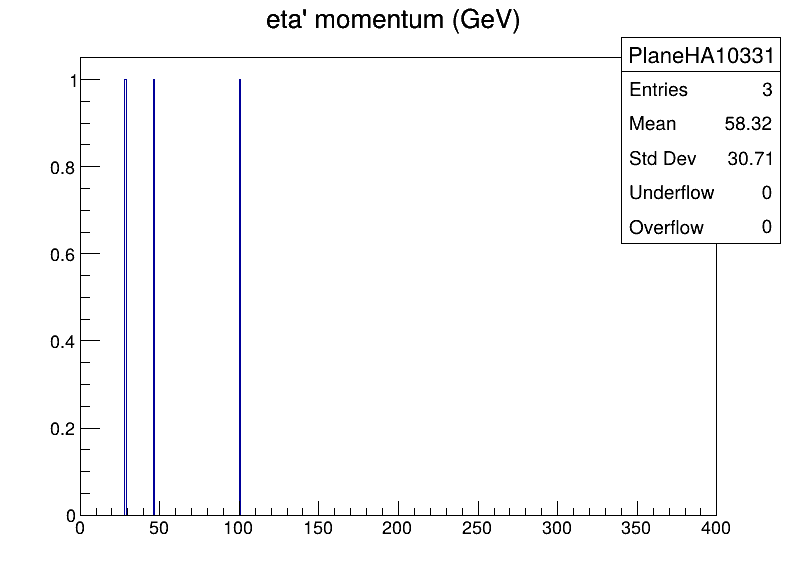 eta' momentum (GeV)
PlaneHA10331
Entries 3
Mean 58.32
Std Dev 30.71
Underflow 0
Overflow 0
1
0.8
0.6
0.4
0.2
0
0 50 100 150 200 250 300 350 400